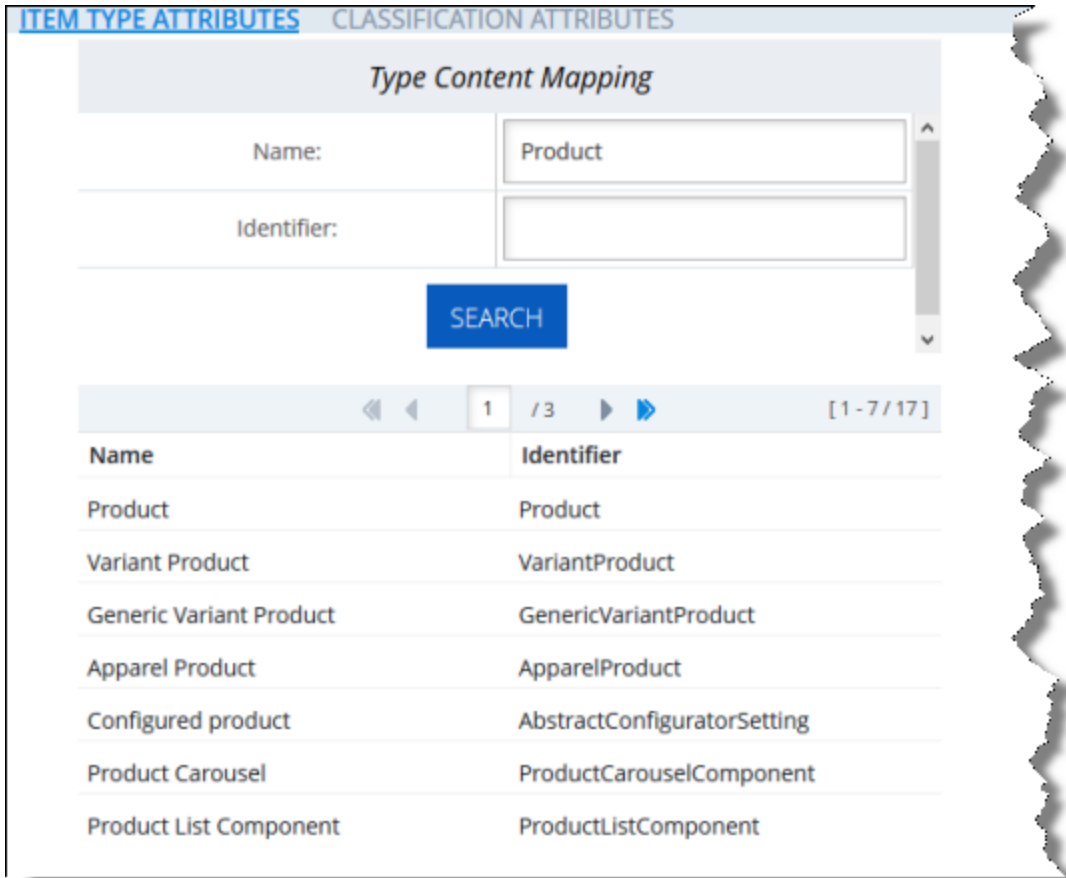 ITEM TYPE ATTRIBUTES CLASSIFICATION ATTRIBUTES
Type Content Mapping
Name: Product
Identifier:
SEARCH
1 / 3 [ 1 - 7 / 17 ]
Name Identifier
Product Product
Variant Product VariantProduct
Generic Variant Product GenericVariantProduct
Apparel Product ApparelProduct
Configured product AbstractConfiguratorSetting
Product Carousel ProductCarouselComponent
Product List Component ProductListComponent